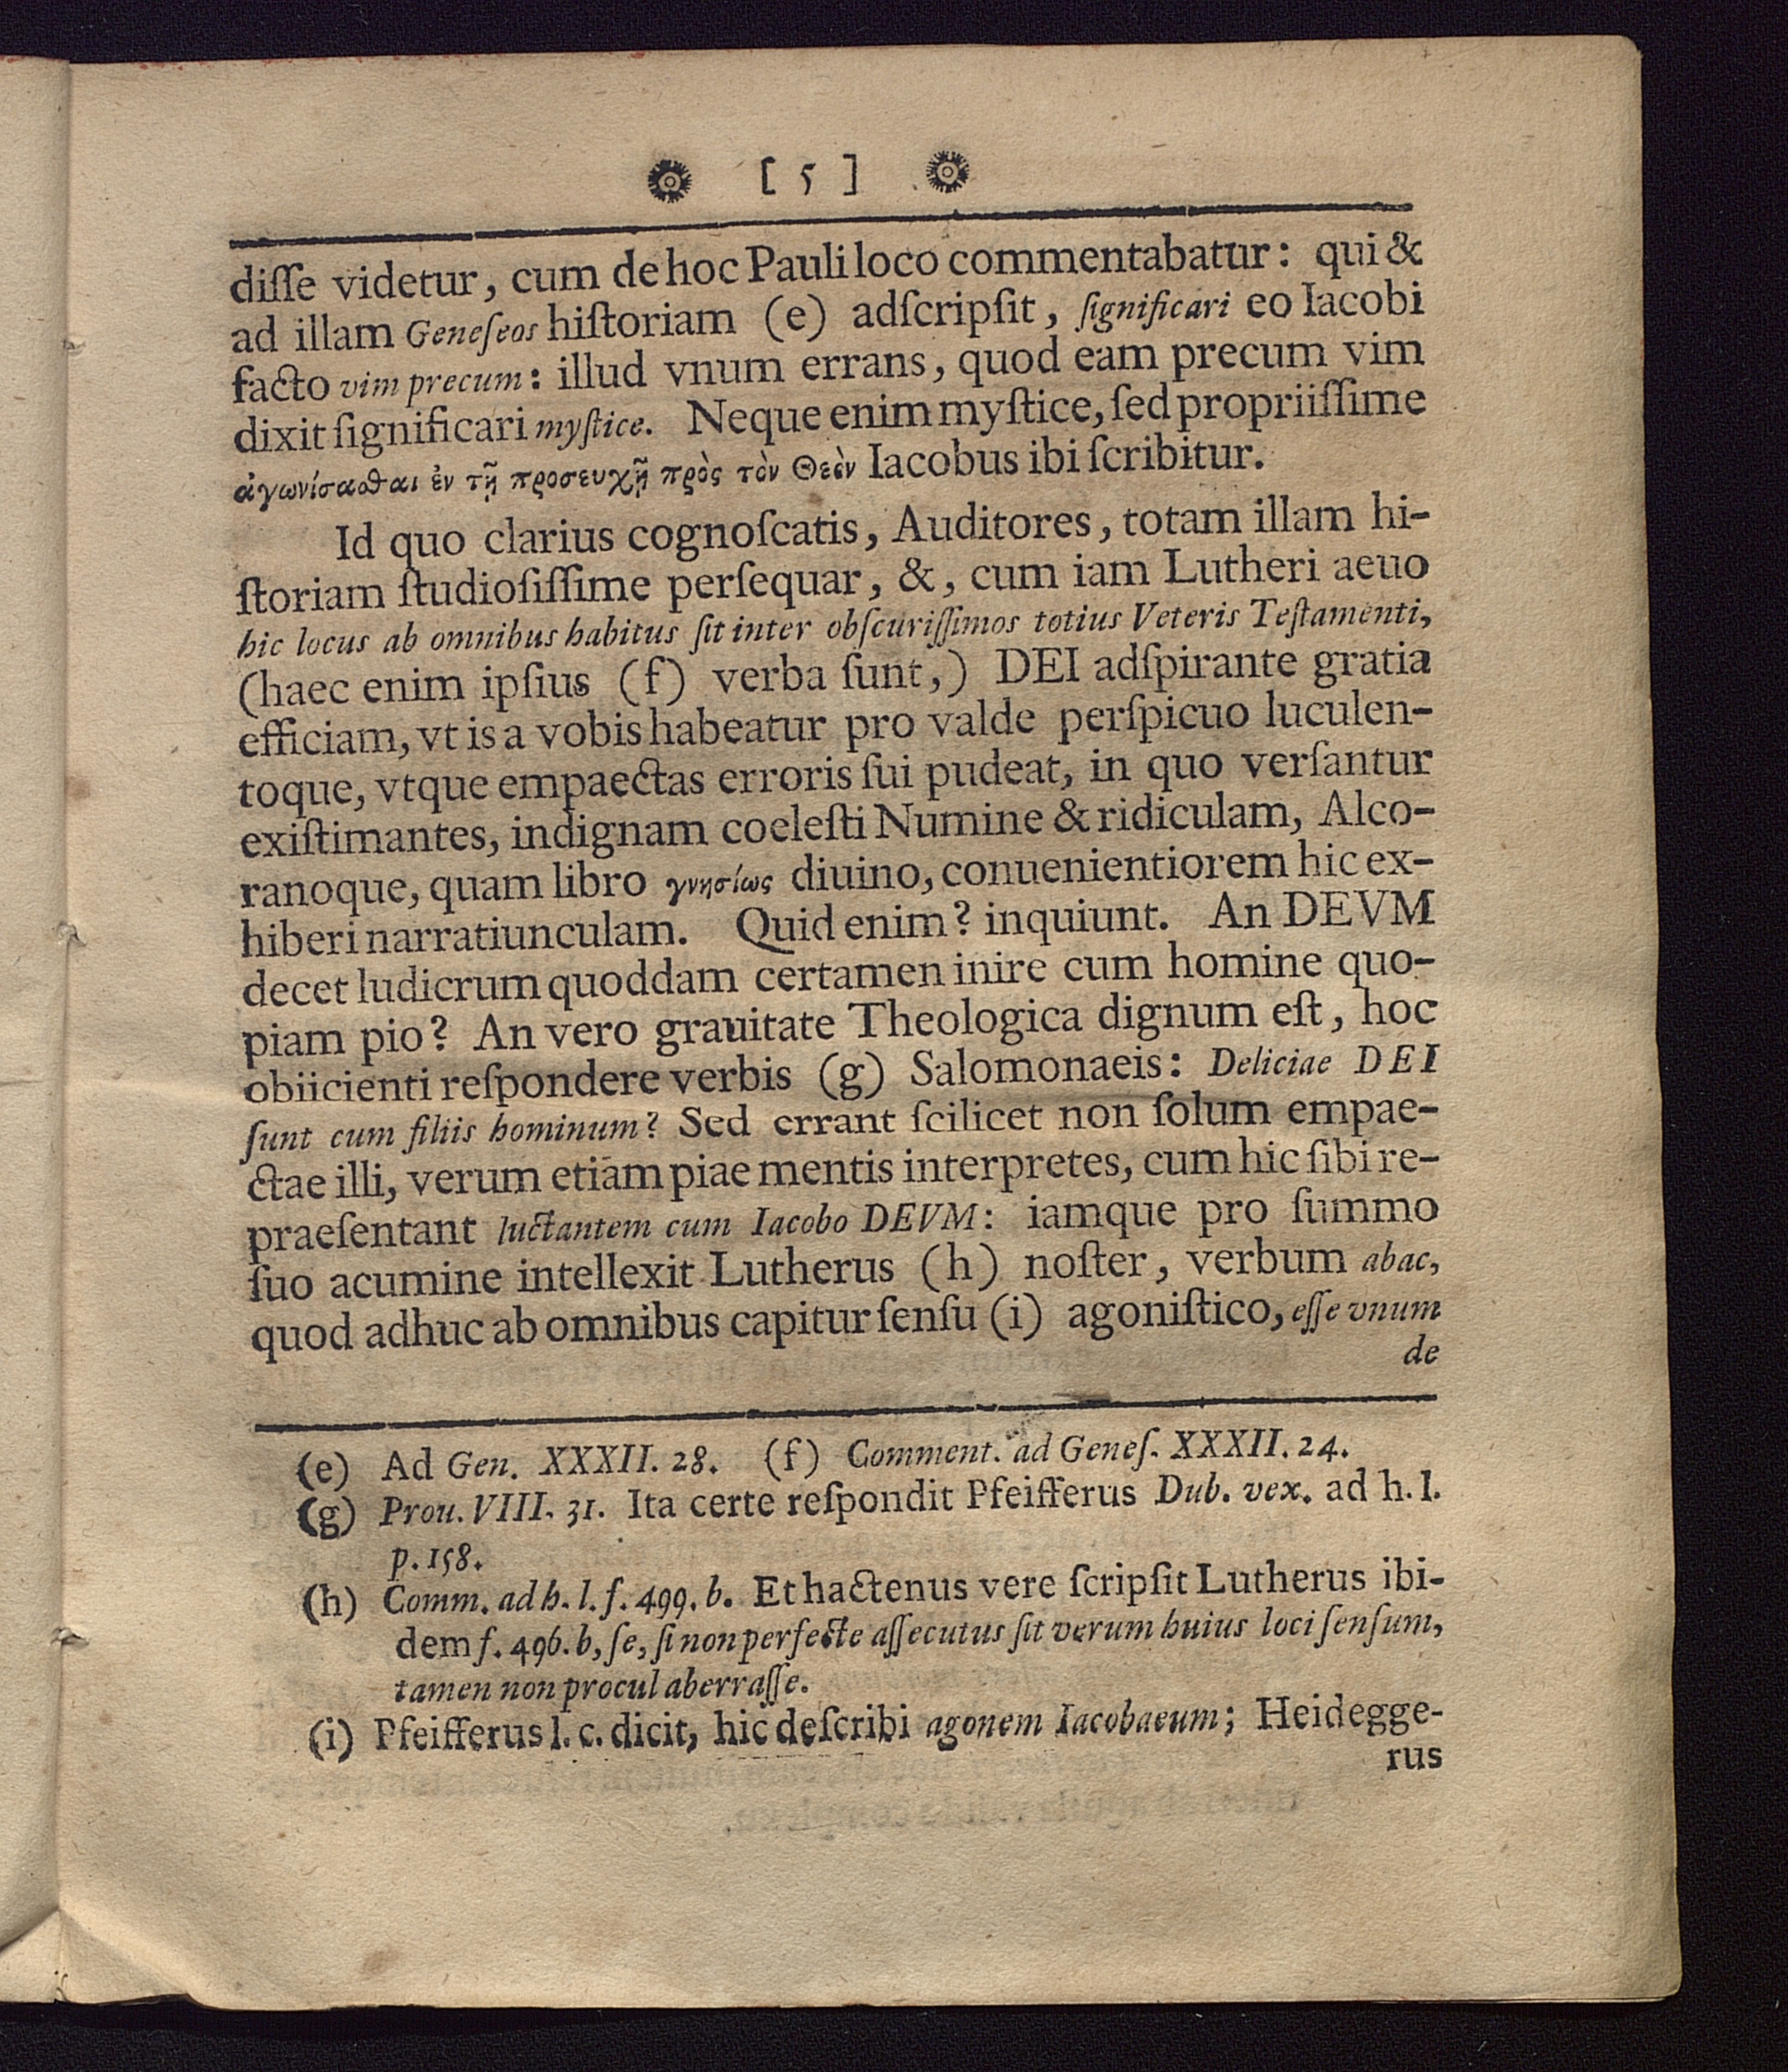 [ 5 ]
diſſe videtur, cum de hoc Pauli loco commentabatur: qui &
ad illam Geneſeos hiſtoriam (e) adſcripſit, ſignificari eo Iacobi
facto vim precum: illud vnum errans, quod eam precum vim
dixit ſignificari myſtice. Neque enim myſtice, ſed propriiſſime
ἀγωνίσασθαι ἐν τῇ προσευχῇ πρὸς τὸν Θεὸν Iacobus ibi ſcribitur.
Id quo clarius cognoſcatis, Auditores, totam illam hi-
ſtoriam ſtudioſiſſime perſequar, &, cum iam Lutheri aeuo
hic locus ab omnibus habitus ſit inter obſcuriſſimos totius Veteris Teſtamenti,
(haec enim ipſius (f) verba ſunt,) DEI adſpirante gratia
efficiam, vt is a vobis habeatur pro valde perſpicuo luculen-
toque, vtque empaectas erroris ſui pudeat, in quo verſantur
exiſtimantes, indignam coeleſti Numine & ridiculam, Alco-
ranoque, quam libro γνησίως diuino, conuenientiorem hic ex-
hiberi narratiunculam. Quid enim? inquiunt. An DEVM
decet ludicrum quoddam certamen inire cum homine quo-
piam pio? An vero grauitate Theologica dignum eſt, hoc
obiicienti reſpondere verbis (g) Salomonaeis: Deliciae DEI
ſunt cum filiis hominum? Sed errant ſcilicet non ſolum empae-
ctae illi, verum etiam piae mentis interpretes, cum hic ſibi re-
praeſentant luctantem cum Iacobo DEVM: iamque pro ſummo
ſuo acumine intellexit Lutherus (h) noſter, verbum abac,
quod adhuc ab omnibus capitur ſenſu (i) agoniſtico, eſſe vnum
de
(e) Ad Gen. XXXII. 28. (f) Comment. ad Geneſ. XXXII. 24.
(g) Prou. VIII. 31. Ita certe reſpondit Pfeifferus Dub. vex. ad h. l.
p. 158.
(h) Comm. ad h. l. f. 499. b. Et hactenus vere ſcripſit Lutherus ibi-
dem f. 496. b, ſe, ſi non perfecte aſſecutus ſit verum huius loci ſenſum,
tamen non procul aberraſſe.
(i) Pfeifferus l. c. dicit, hic deſcribi agonem Iacobaeum; Heidegge-
rus